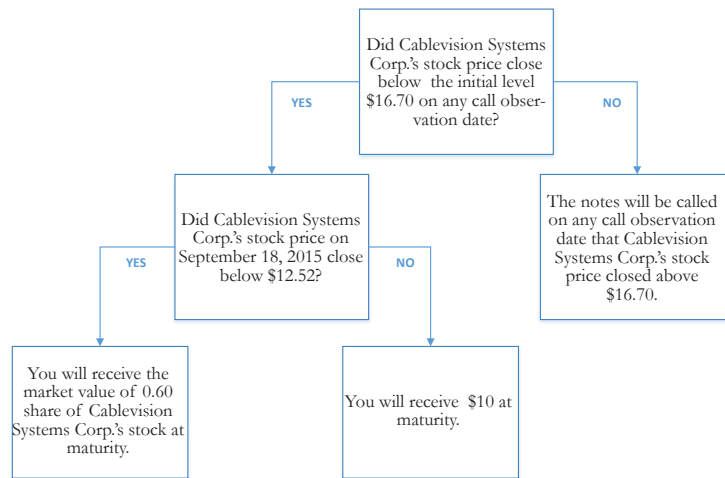 Did Cablevision Systems
Corp.'s stock price close
below the initial level
$16.70 on any call obser-
vation date?
YES
NO
Did Cablevision Systems
Corp.'s stock price on
September 18, 2015 close
below $12.52?
The notes will be called
on any call observation
date that Cablevision
Systems Corp.'s stock
price closed above
$16.70.
YES
NO
You will receive the
market value of 0.60
share of Cablevision
Systems Corp.'s stock at
maturity.
You will receive $10 at
maturity.